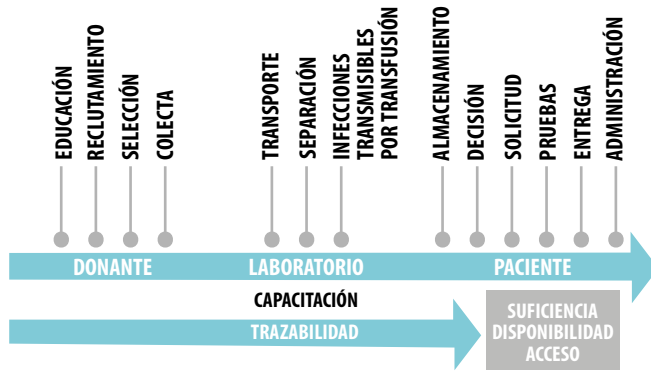 EDUCACIÓN
RECLUTAMIENTO
SELECCIÓN
COLECTA
TRANSPORTE
SEPARACIÓN
INFECCIONES
TRANSMISIBLES
POR TRANSFUSIÓN
ALMACENAMIENTO
DECISIÓN
SOLICITUD
PRUEBAS
ENTREGA
ADMINISTRACIÓN
DONANTE
LABORATORIO
PACIENTE
CAPACITACIÓN
TRAZABILIDAD
SUFICIENCIA
DISPONIBILIDAD
ACCESO